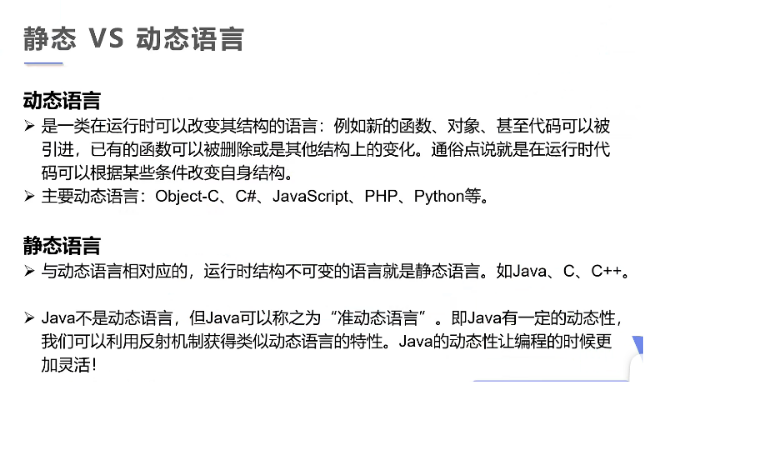 静态 VS 动态语言
动态语言
➢ 是一类在运行时可以改变其结构的语言：例如新的函数、对象、甚至代码可以被
引进，已有的函数可以被删除或是其他结构上的变化。通俗点说就是在运行时代
码可以根据某些条件改变自身结构。
➢ 主要动态语言：Object-C、C#、JavaScript、PHP、Python等。
静态语言
➢ 与动态语言相对应的，运行时结构不可变的语言就是静态语言。如Java、C、C++。
➢ Java不是动态语言，但Java可以称之为“准动态语言”。即Java有一定的动态性，
我们可以利用反射机制获得类似动态语言的特性。Java的动态性让编程的时候更
加灵活！